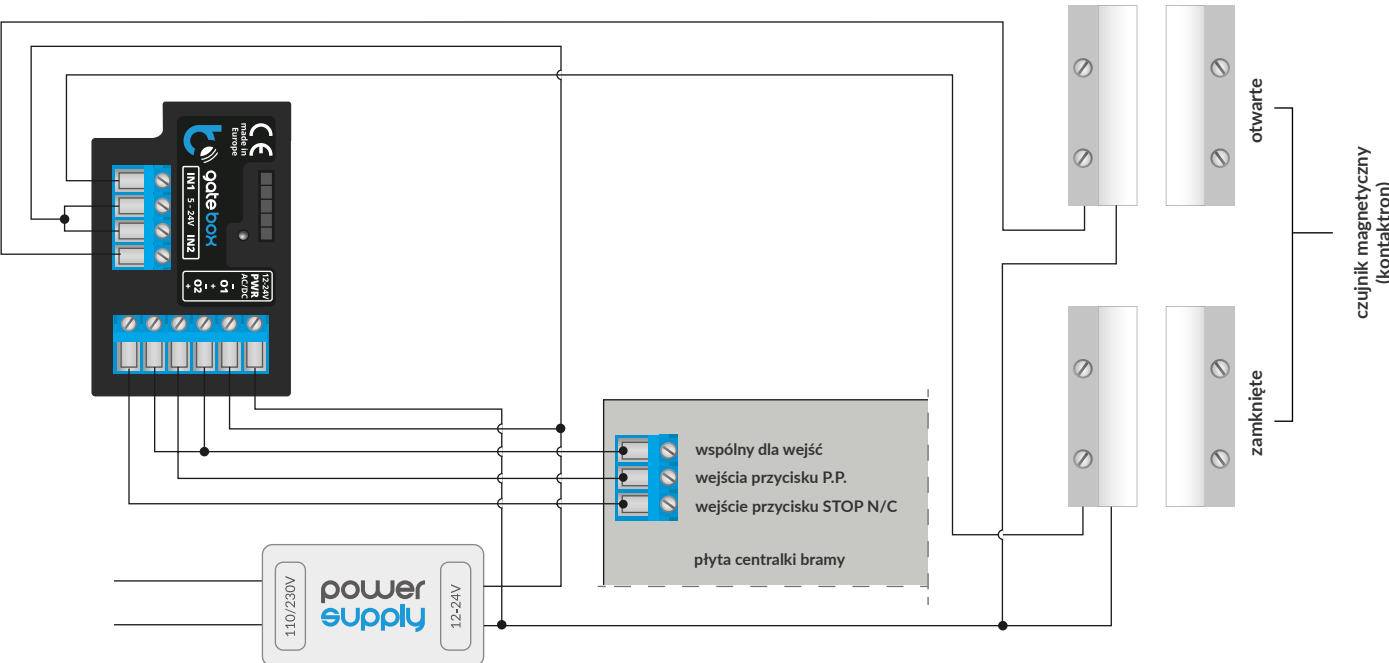 made in
Europe
gatebox
IN1 5 - 24V IN2
12-24V
PWR
AC/DC
- O1 +
- O2 +
otwarte
czujnik magnetyczny
(kontaktron)
zamknięte
wspólny dla wejść
wejścia przycisku P.P.
wejście przycisku STOP N/C
płyta centralki bramy
110/230V
power
supply
12-24V